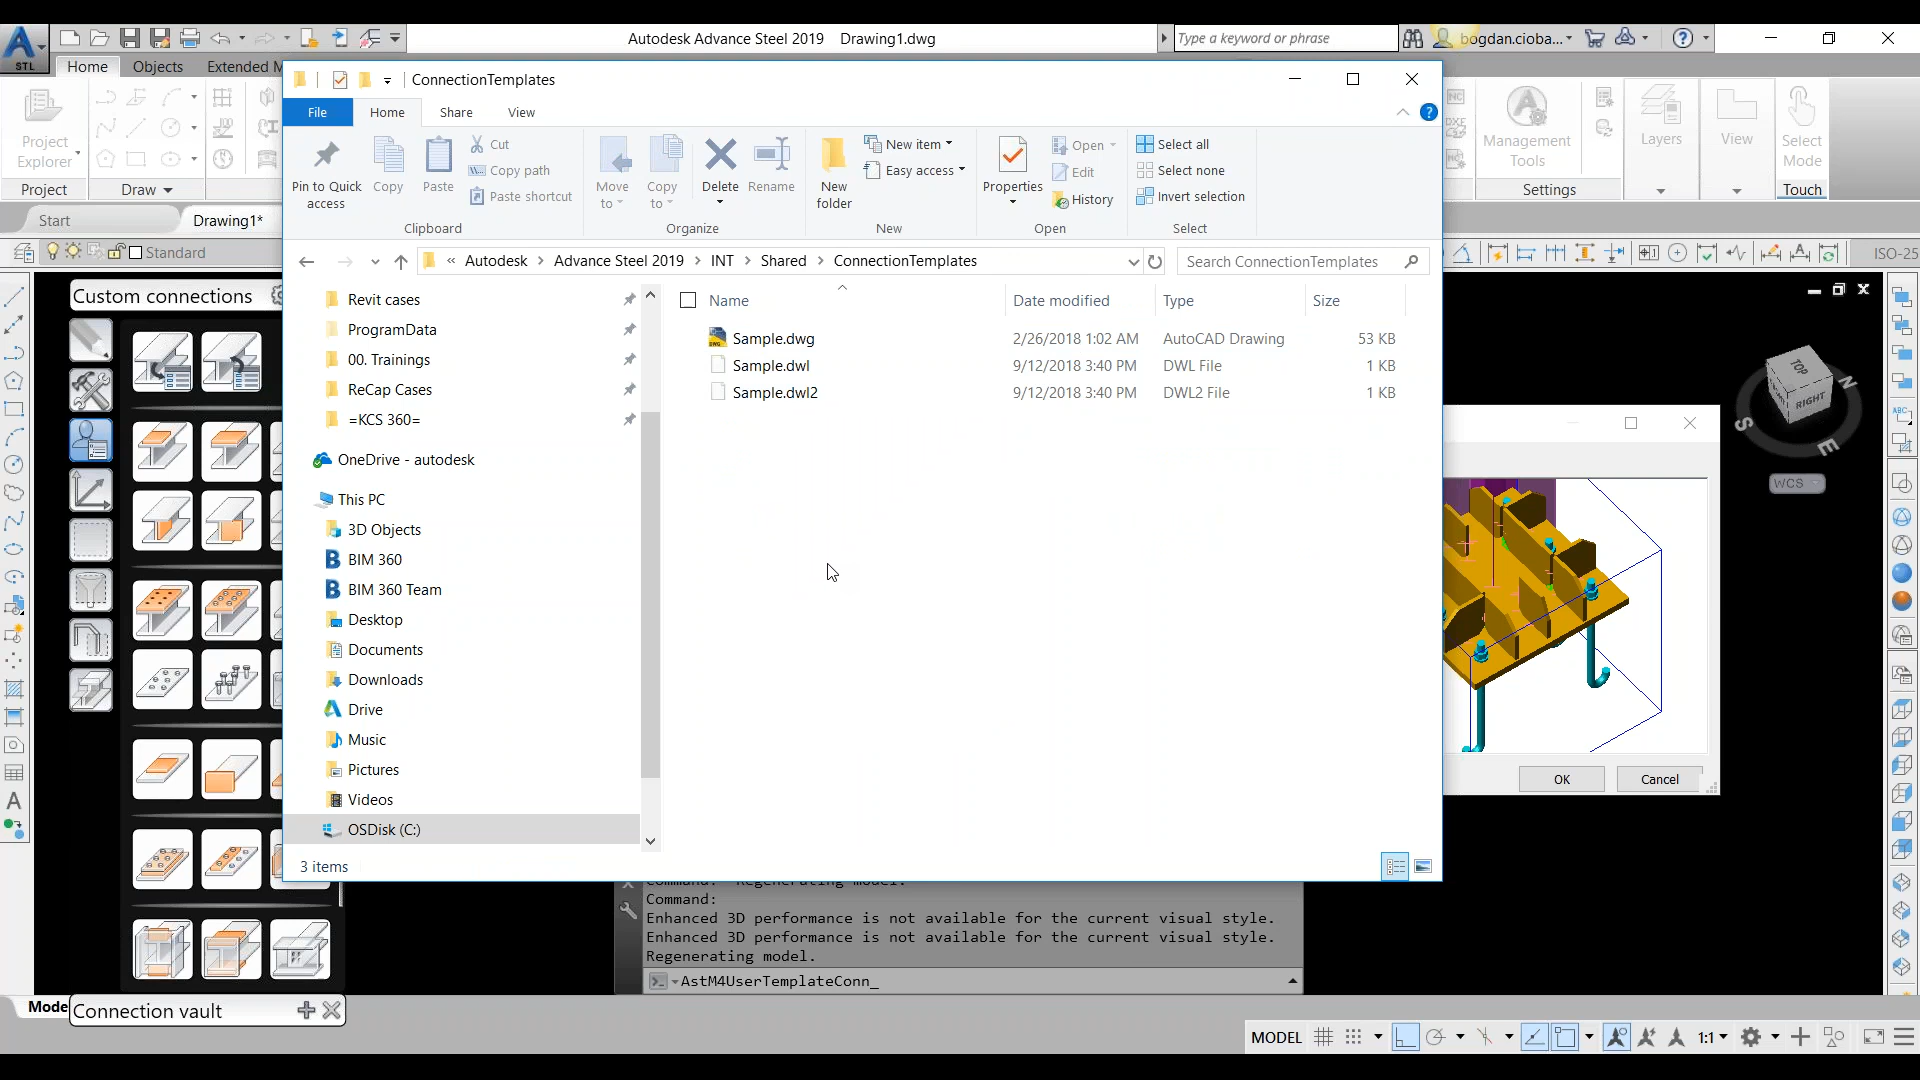 Autodesk Advance Steel 2019 Drawing1.dwg
Type a keyword or phrase
bogdan.cioba...
STL
Home Objects Extended M
Project Explorer
Project
Draw
ConnectionTemplates
File Home Share View
Pin to Quick access
Copy
Paste
Cut
Copy path
Paste shortcut
Clipboard
Move to
Copy to
Delete
Rename
Organize
New folder
New item
Easy access
New
Properties
Open
Edit
History
Open
Select all
Select none
Invert selection
Select
DXF
Management Tools
Settings
Layers
View
Select Mode
Touch
Start
Drawing1*
Standard
ISO-25
« Autodesk > Advance Steel 2019 > INT > Shared > ConnectionTemplates
Search ConnectionTemplates
Custom connections
Revit cases
ProgramData
00. Trainings
ReCap Cases
=KCS 360=
OneDrive - autodesk
This PC
3D Objects
BIM 360
BIM 360 Team
Desktop
Documents
Downloads
Drive
Music
Pictures
Videos
OSDisk (C:)
3 items
Name Date modified Type Size
Sample.dwg 2/26/2018 1:02 AM AutoCAD Drawing 53 KB
Sample.dwl 9/12/2018 3:40 PM DWL File 1 KB
Sample.dwl2 9/12/2018 3:40 PM DWL2 File 1 KB
TOP
RIGHT
N
S
E
WCS
OK
Cancel
Command:
Enhanced 3D performance is not available for the current visual style.
Enhanced 3D performance is not available for the current visual style.
Regenerating model.
AstM4UserTemplateConn_
Mode
Connection vault
MODEL
1:1